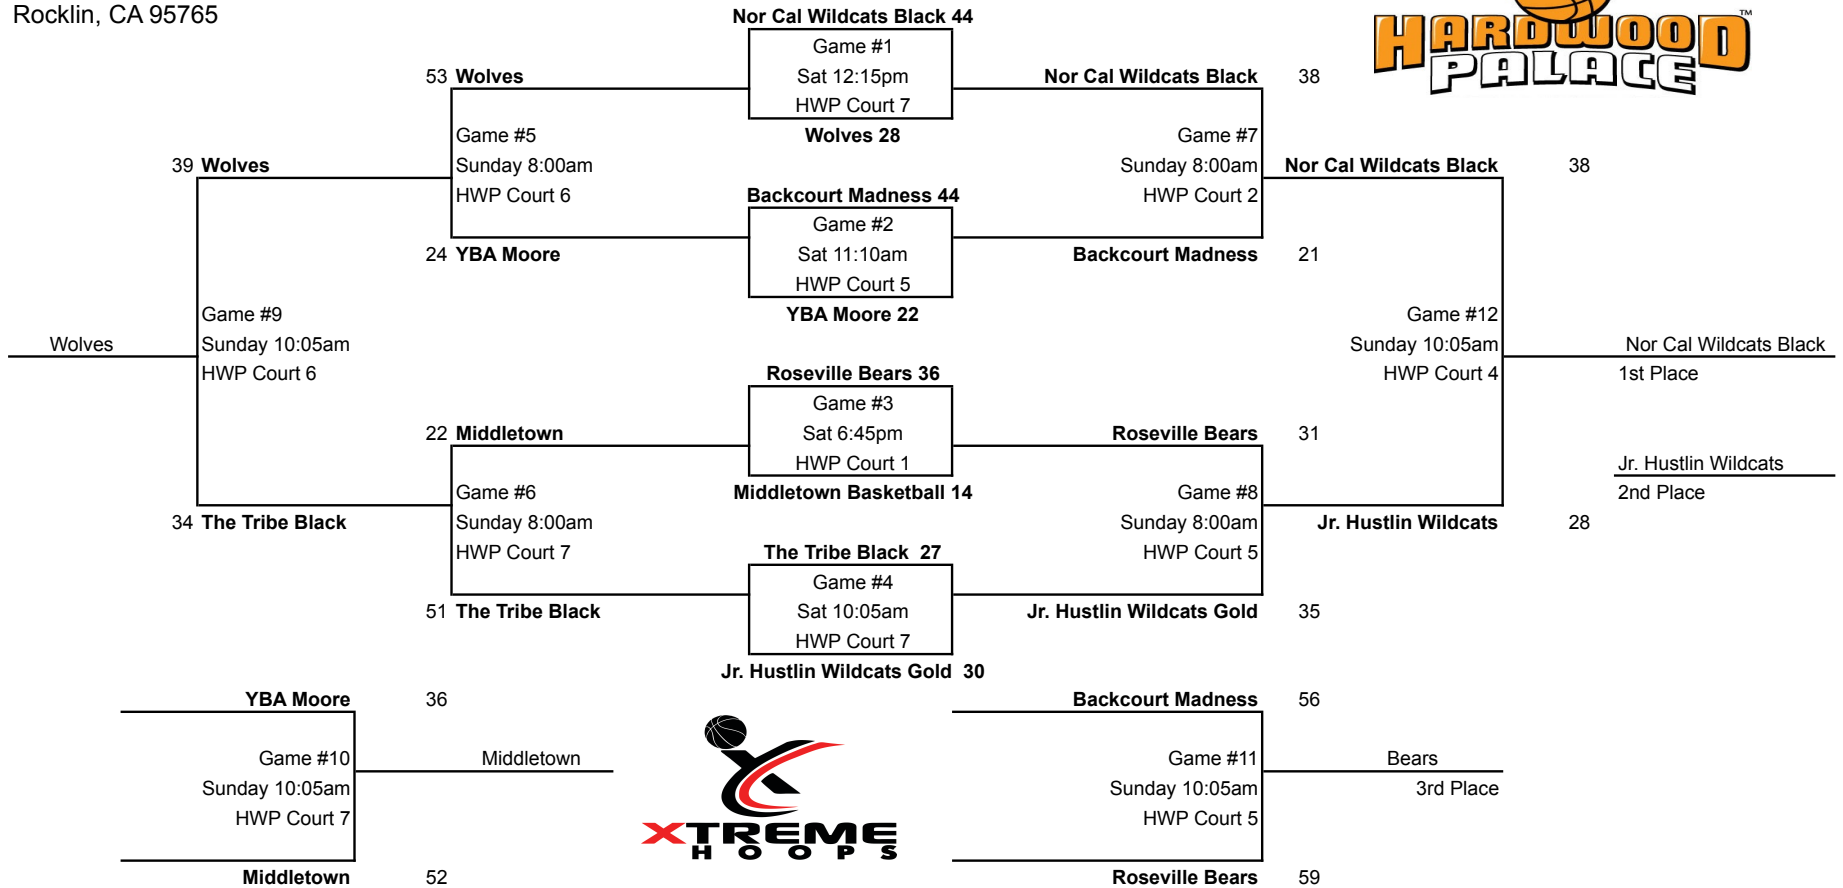 Rocklin, CA 95765
HARDWOOD™
PALACE
Nor Cal Wildcats Black 44
Game #1
53 Wolves
Sat 12:15pm
Nor Cal Wildcats Black 38
HWP Court 7
Game #5
Wolves 28
Game #7
39 Wolves
Sunday 8:00am
Sunday 8:00am
Nor Cal Wildcats Black 38
HWP Court 6
Backcourt Madness 44
HWP Court 2
Game #2
24 YBA Moore
Sat 11:10am
Backcourt Madness 21
HWP Court 5
Game #9
YBA Moore 22
Game #12
Wolves
Sunday 10:05am
Sunday 10:05am
Nor Cal Wildcats Black
HWP Court 6
Roseville Bears 36
HWP Court 4
1st Place
Game #3
22 Middletown
Sat 6:45pm
Roseville Bears 31
HWP Court 1
Jr. Hustlin Wildcats
Game #6
Middletown Basketball 14
Game #8
2nd Place
34 The Tribe Black
Sunday 8:00am
Sunday 8:00am
Jr. Hustlin Wildcats 28
HWP Court 7
The Tribe Black 27
HWP Court 5
Game #4
51 The Tribe Black
Sat 10:05am
Jr. Hustlin Wildcats Gold 35
HWP Court 7
Jr. Hustlin Wildcats Gold 30
YBA Moore 36
Backcourt Madness 56
Game #10
Middletown
Game #11
Bears
Sunday 10:05am
Sunday 10:05am
3rd Place
HWP Court 7
HWP Court 5
XTREME
HOOPS
Middletown 52
Roseville Bears 59